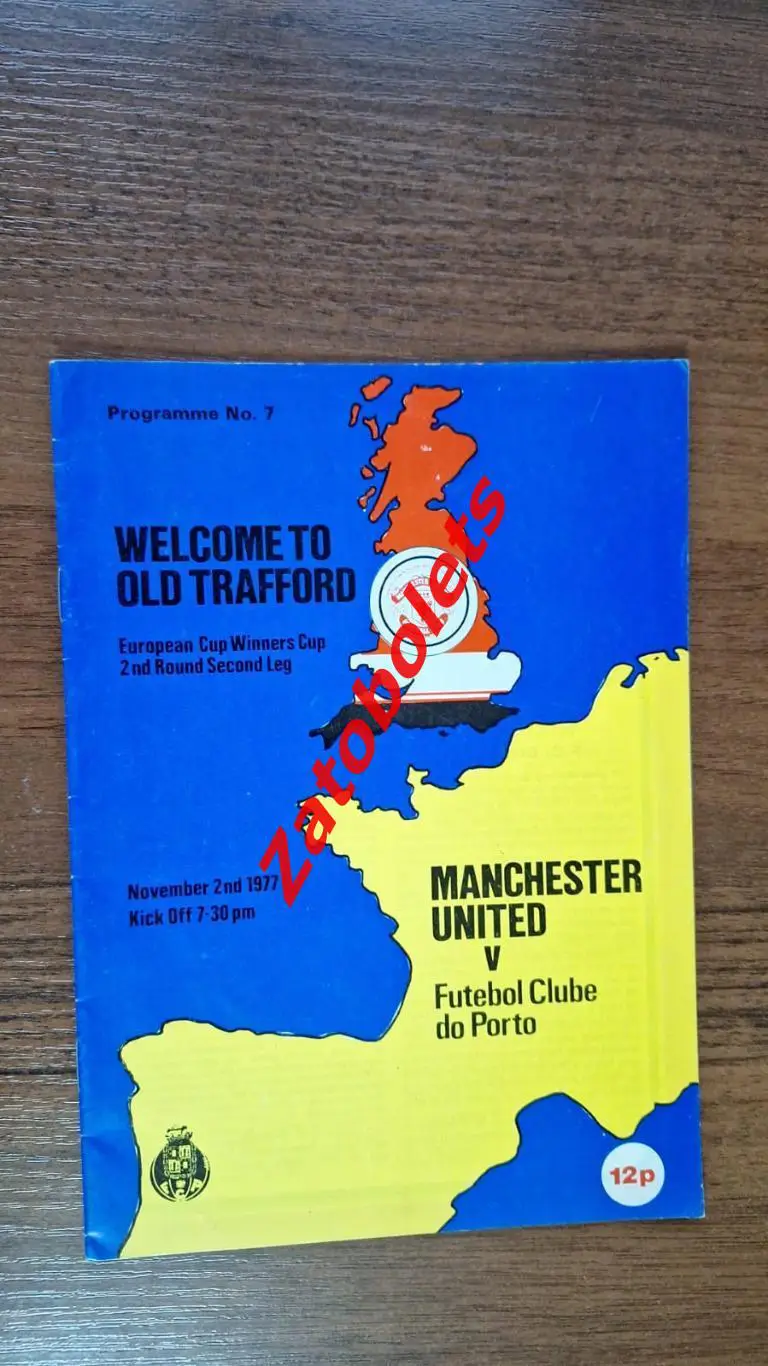 Programme No. 7
WELCOME TO
OLD TRAFFORD
European Cup Winners Cup
2nd Round Second Leg
Zatobolets
November 2nd 1977
Kick Off 7-30 pm
MANCHESTER
UNITED
V
Futebol Clube
do Porto
12p